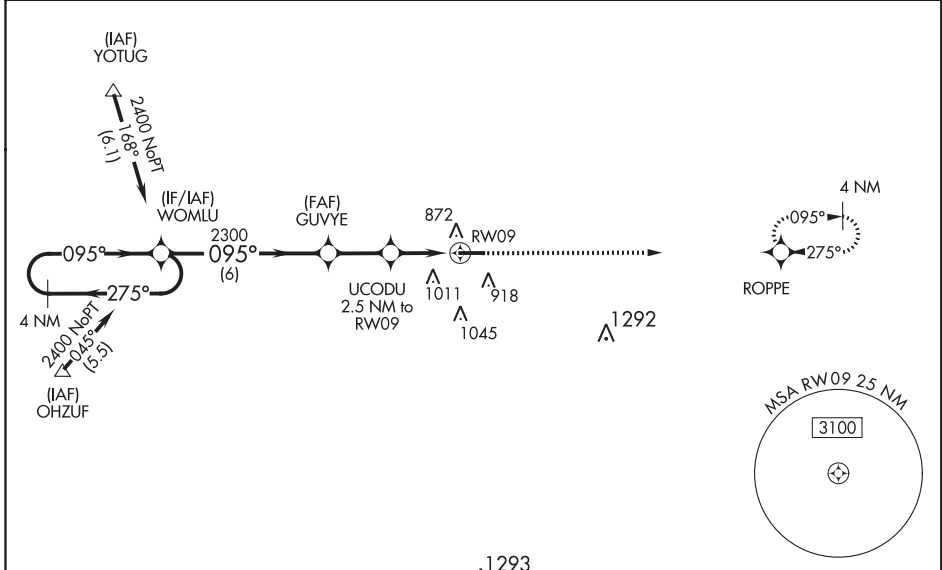 (IAF)
YOTUG
2400 NoPT
168°
(6.1)
(IF/IAF)
WOMLU
(FAF)
GUVYE
872
RW09
4 NM
095°
2300
095°
(6)
095°
275°
275°
UCODU
2.5 NM to
RW09
1011
918
1045
ROPPE
4 NM
2400 NoPT
045°
(5.5)
1292
(IAF)
OHZUF
MSA RW09 25 NM
3100
1293